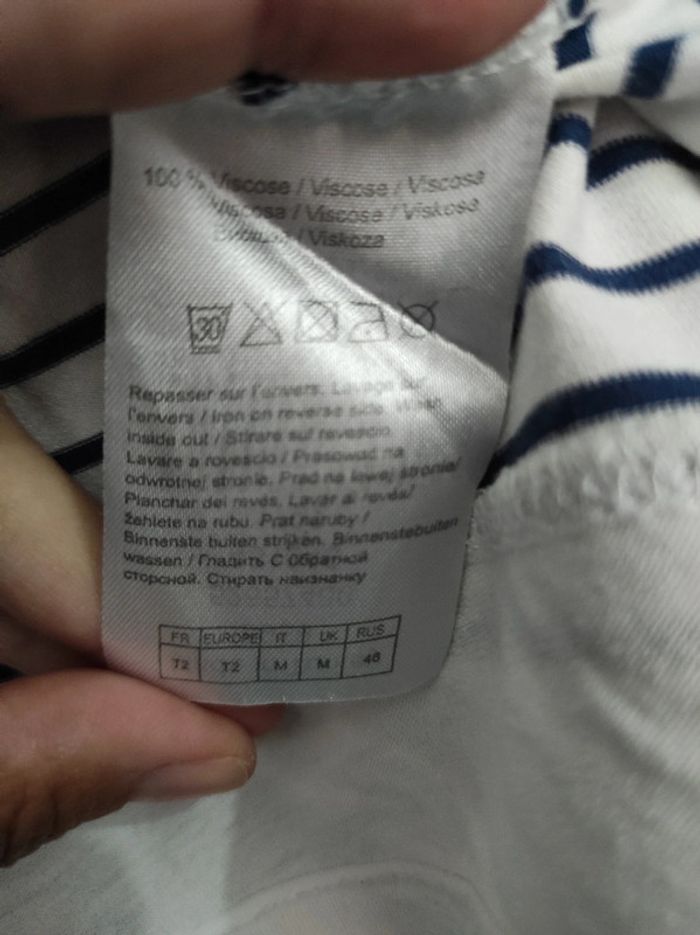 100 % Viscose / Viscose / Viscose
Viscosa / Viscose / Viskose
/ Viskoza
30
Repasser sur l'envers. Lavage sur
l'envers / Iron on reverse side. Wash
inside out / Stirare sul rovescio.
Lavare a rovescio / Prasować na
odwrotnej stronie. Prać na lewej stronie/
Planchar del revés. Lavar al revés/
Žehlete na rubu. Prat naruby /
Binnenste buiten strijken. Binnenstebuiten
wassen / Гладить С Обратной
сторсной. Стирать наизнанку
FR EUROPE IT UK RUS
T2 T2 M M 46